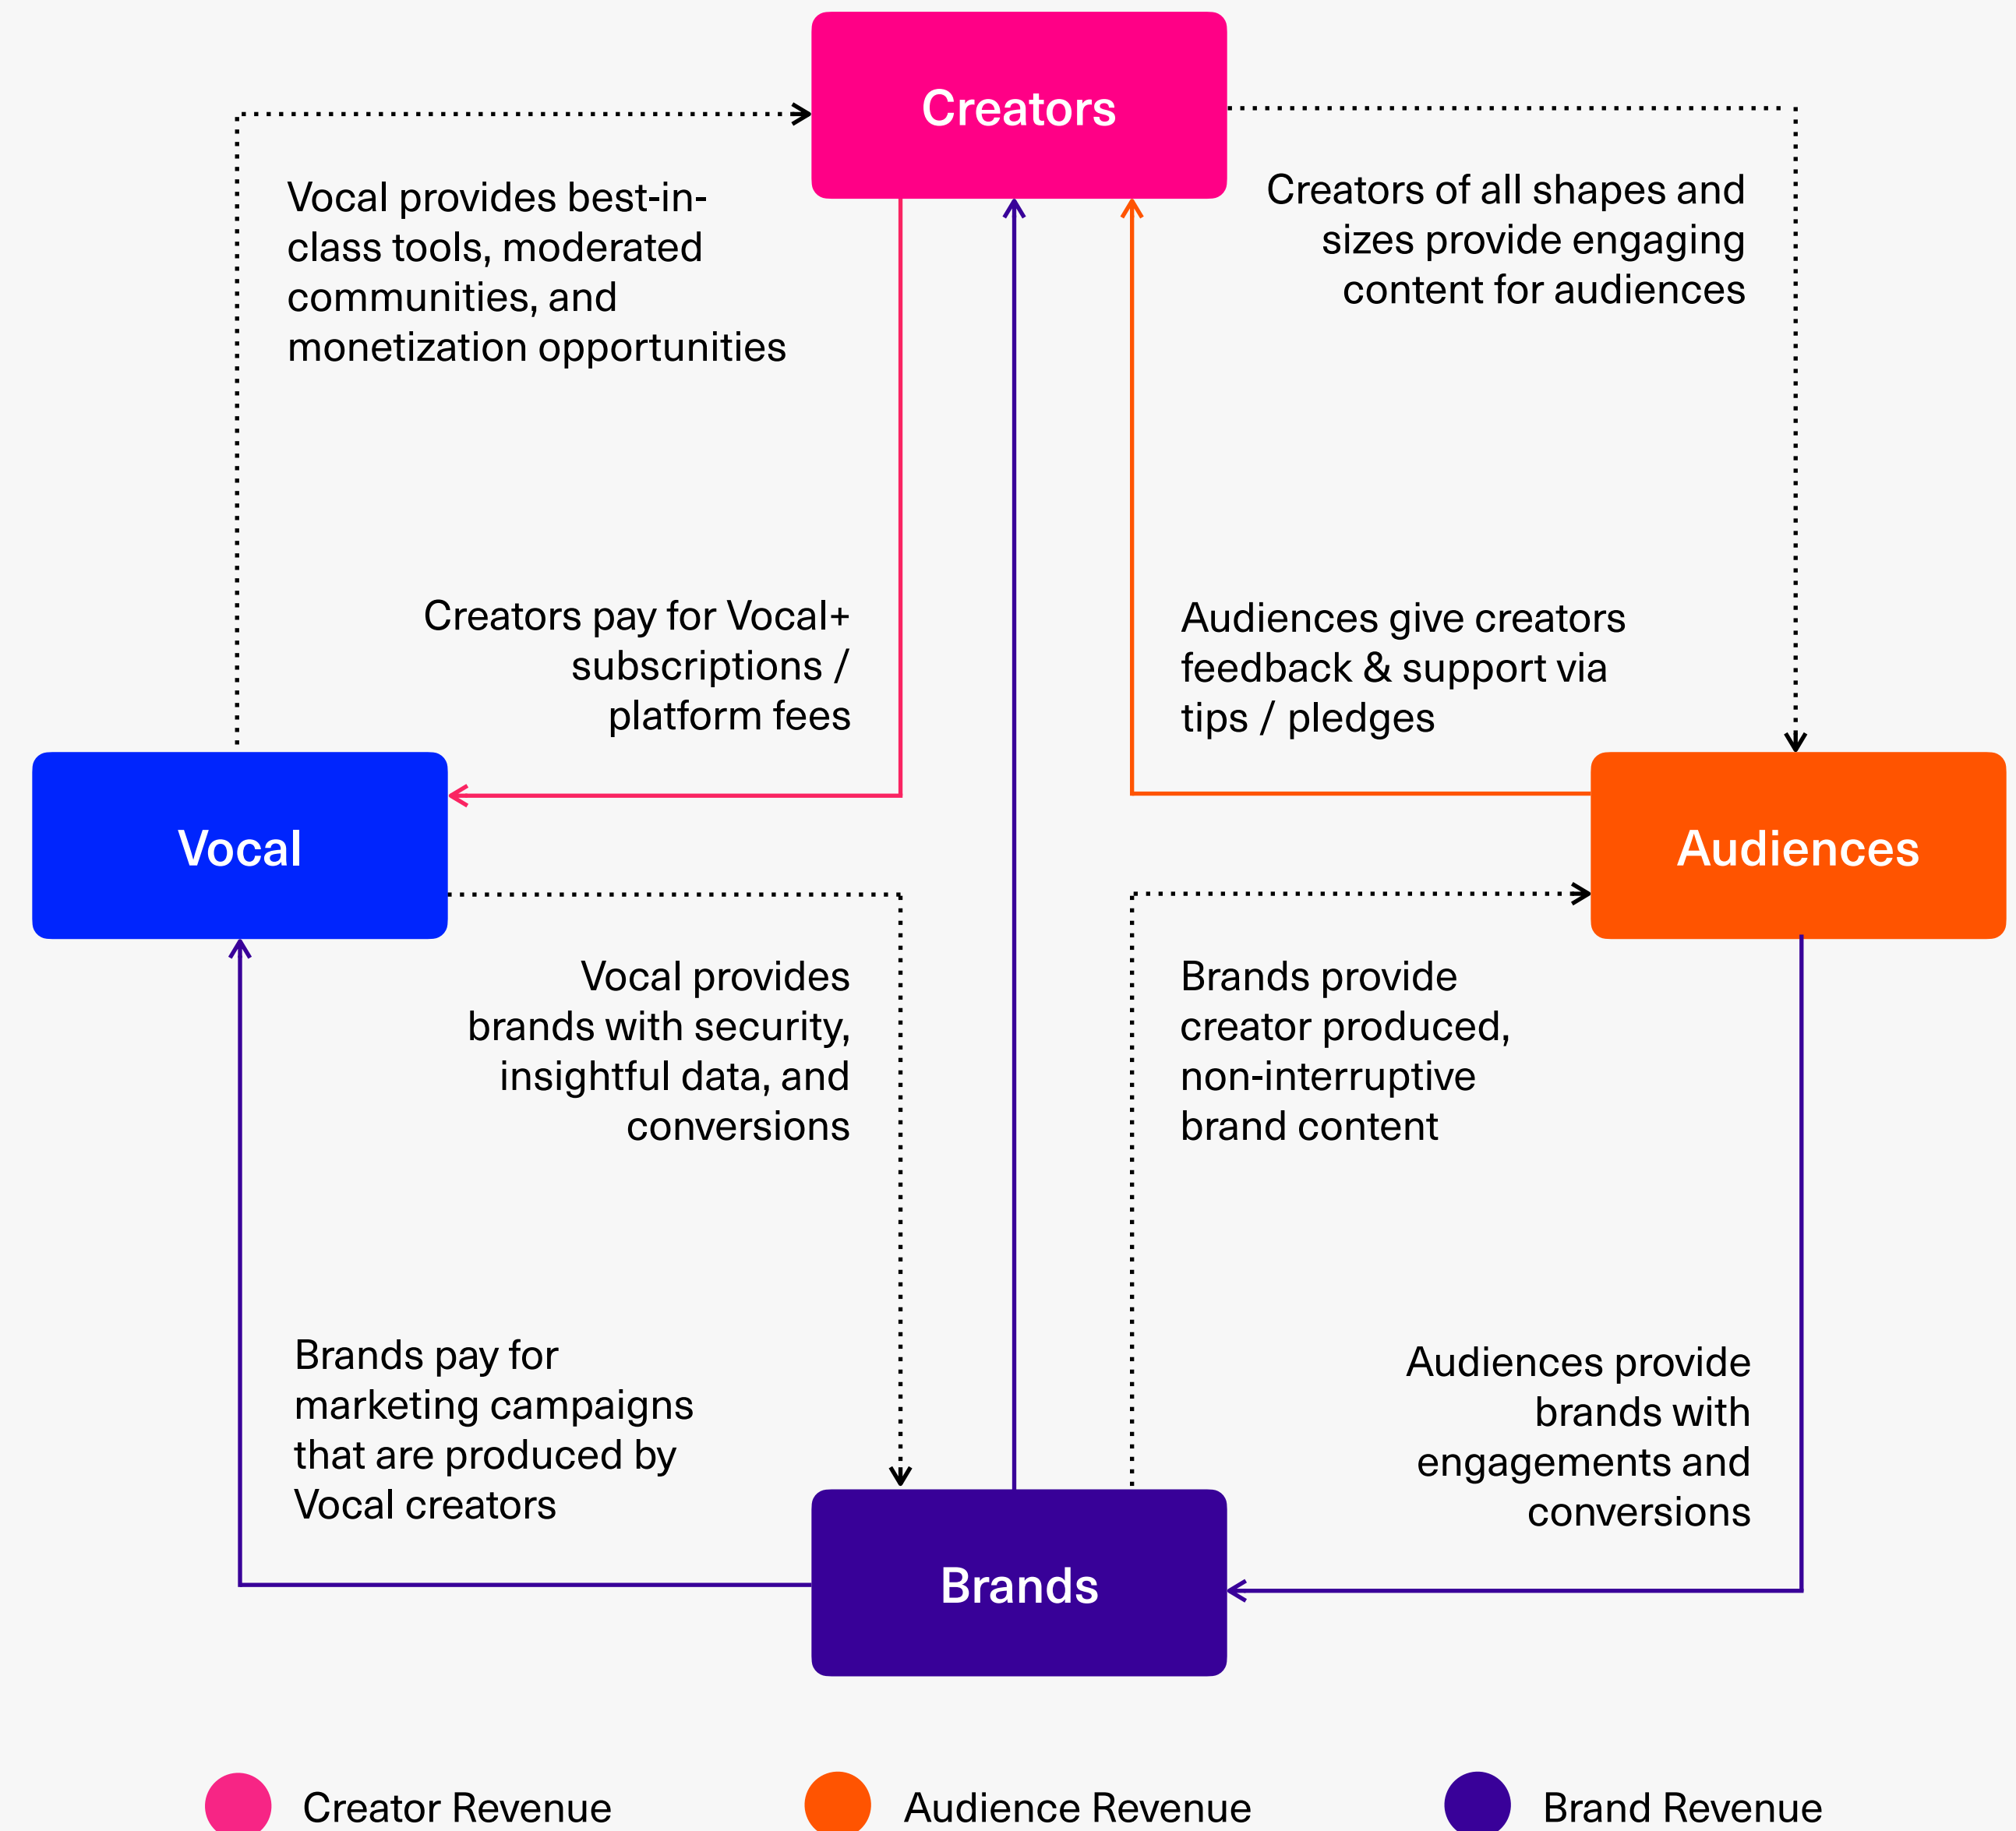 Creators
Vocal provides best-in-
class tools, moderated
communities, and
monetization opportunities
Creators of all shapes and
sizes provide engaging
content for audiences
Creators pay for Vocal+
subscriptions /
platform fees
Audiences give creators
feedback & support via
tips / pledges
Vocal
Audiences
Vocal provides
brands with security,
insightful data, and
conversions
Brands provide
creator produced,
non-interruptive
brand content
Brands pay for
marketing campaigns
that are produced by
Vocal creators
Audiences provide
brands with
engagements and
conversions
Brands
Creator Revenue
Audience Revenue
Brand Revenue